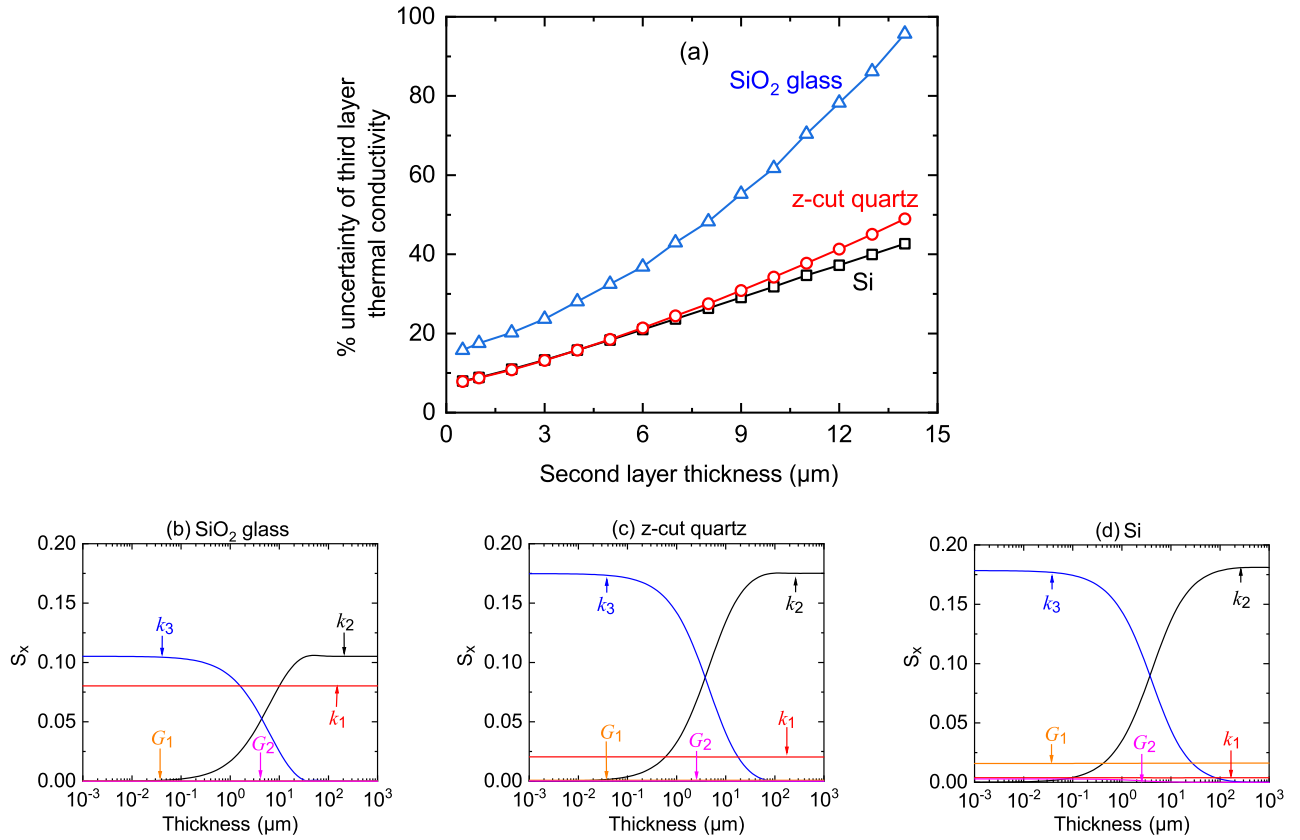 % uncertainty of third layer
thermal conductivity
100
80
60
40
20
0
(a)
SiO₂ glass
z-cut quartz
Si
0 3 6 9 12 15
Second layer thickness (µm)
(b) SiO₂ glass
Sₓ
0.20
0.15
0.10
0.05
0.00
k₃
k₂
k₁
G₁
G₂
10⁻³ 10⁻² 10⁻¹ 10⁰ 10¹ 10² 10³
Thickness (µm)
(c) z-cut quartz
Sₓ
0.20
0.15
0.10
0.05
0.00
k₃
k₂
k₁
G₁
G₂
10⁻³ 10⁻² 10⁻¹ 10⁰ 10¹ 10² 10³
Thickness (µm)
(d) Si
Sₓ
0.20
0.15
0.10
0.05
0.00
k₃
k₂
G₁
G₂
k₁
10⁻³ 10⁻² 10⁻¹ 10⁰ 10¹ 10² 10³
Thickness (µm)